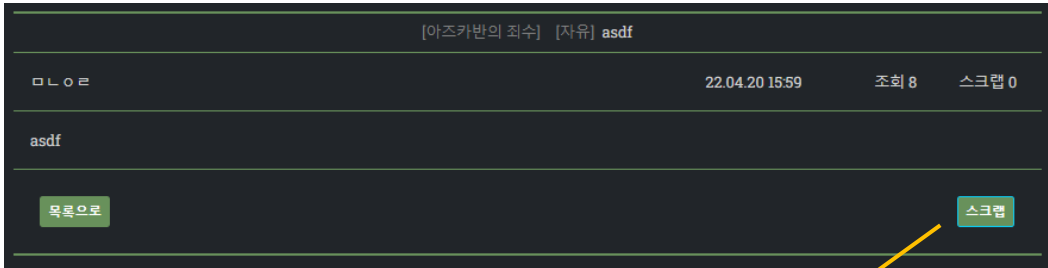 [아즈카반의 죄수] [자유] asdf
ㅁㄴㅇㄹ 22.04.20 15:59 조회 8 스크랩 0
asdf
목록으로 스크랩